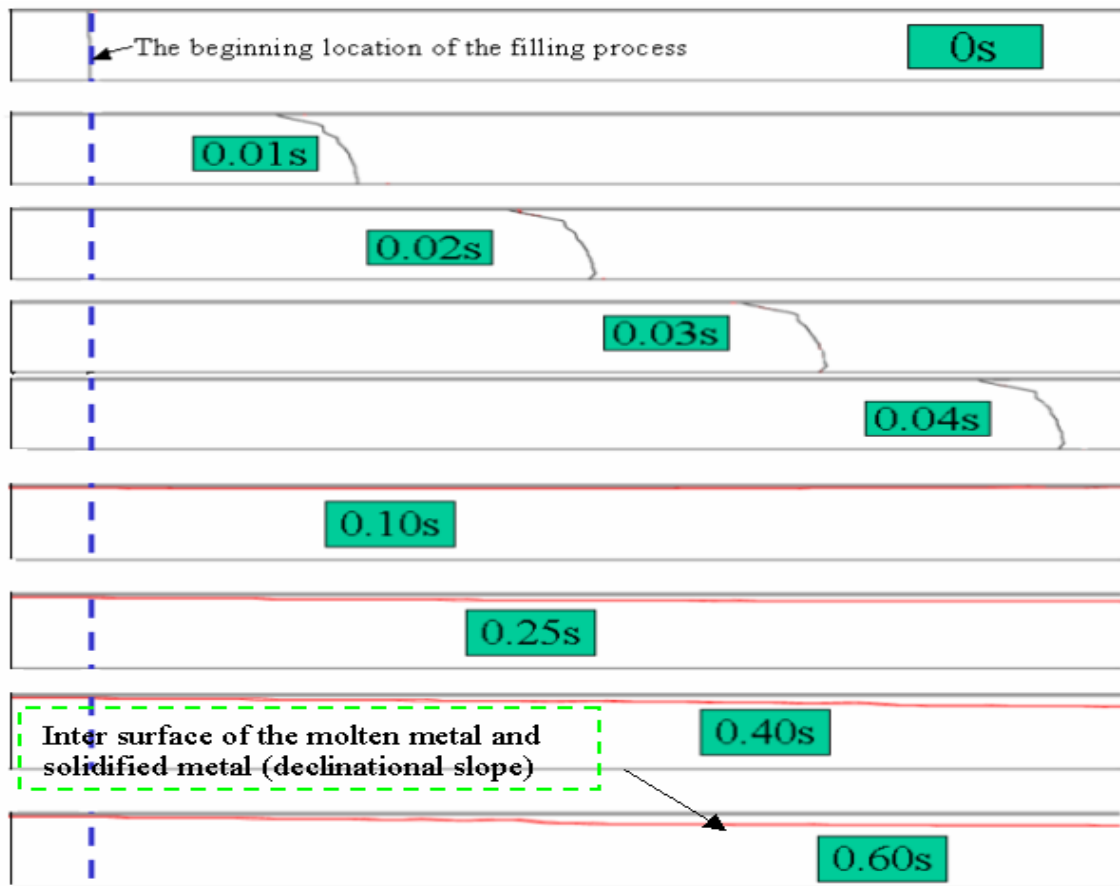 The beginning location of the filling process
0s
0.01s
0.02s
0.03s
0.04s
0.10s
0.25s
0.40s
Inter surface of the molten metal and
solidified metal (declinational slope)
0.60s